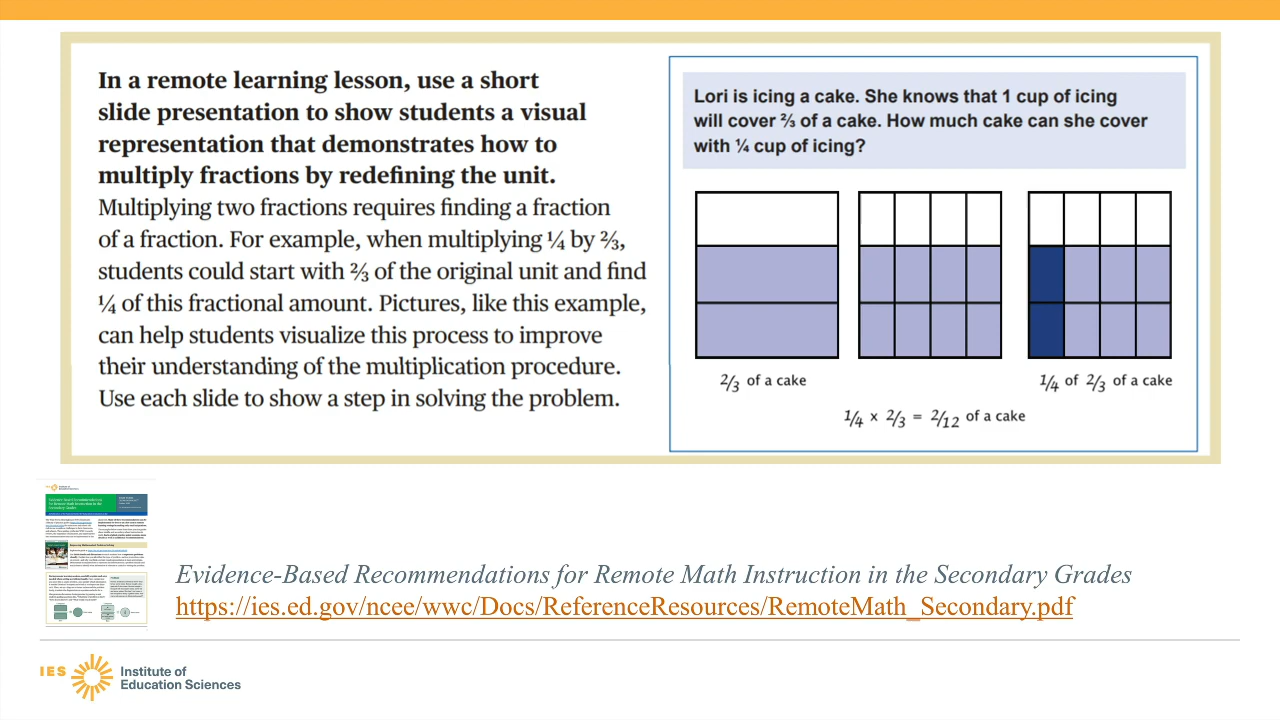 In a remote learning lesson, use a short
slide presentation to show students a visual
representation that demonstrates how to
multiply fractions by redefining the unit.
Multiplying two fractions requires finding a fraction
of a fraction. For example, when multiplying ¼ by ⅔,
students could start with ⅔ of the original unit and find
¼ of this fractional amount. Pictures, like this example,
can help students visualize this process to improve
their understanding of the multiplication procedure.
Use each slide to show a step in solving the problem.
Lori is icing a cake. She knows that 1 cup of icing
will cover ⅔ of a cake. How much cake can she cover
with ¼ cup of icing?
2/3 of a cake
1/4 of 2/3 of a cake
1/4 x 2/3 = 2/12 of a cake
Evidence-Based Recommendations for Remote Math Instruction in the Secondary Grades
https://ies.ed.gov/ncee/wwc/Docs/ReferenceResources/RemoteMath_Secondary.pdf
IES
Institute of
Education Sciences